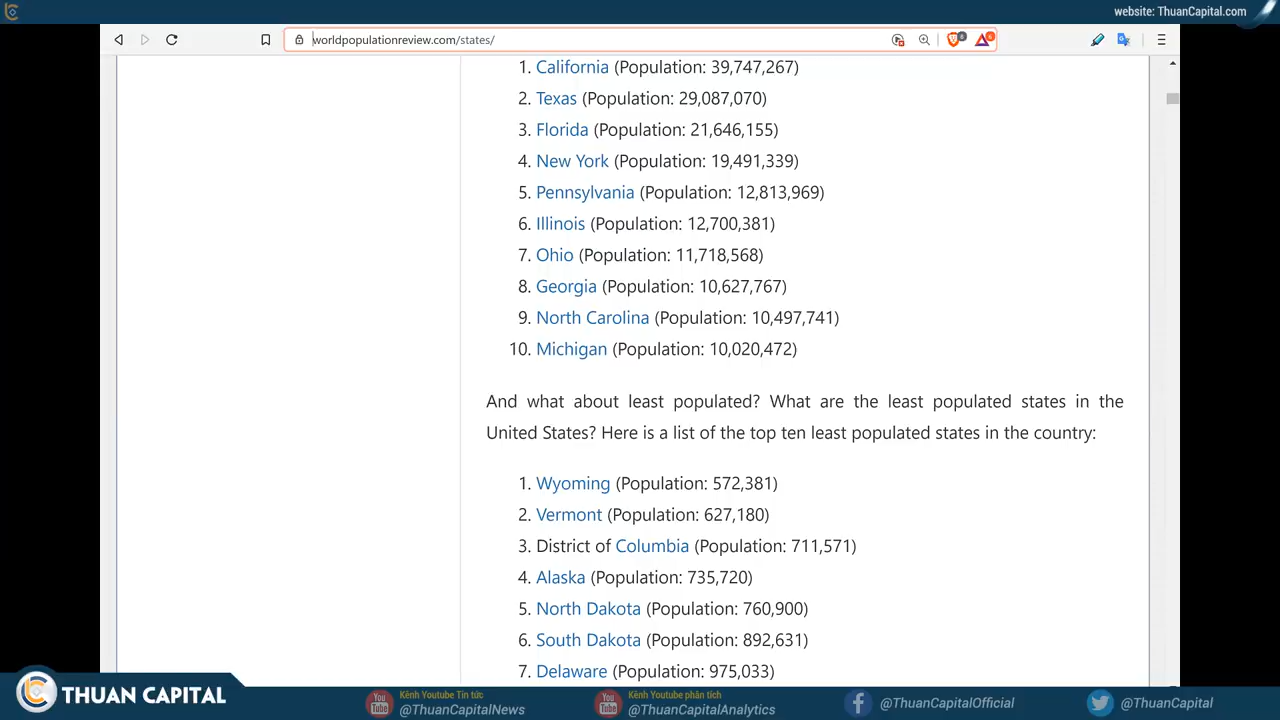 website: ThuanCapital.com
worldpopulationreview.com/states/
1. California (Population: 39,747,267)
2. Texas (Population: 29,087,070)
3. Florida (Population: 21,646,155)
4. New York (Population: 19,491,339)
5. Pennsylvania (Population: 12,813,969)
6. Illinois (Population: 12,700,381)
7. Ohio (Population: 11,718,568)
8. Georgia (Population: 10,627,767)
9. North Carolina (Population: 10,497,741)
10. Michigan (Population: 10,020,472)
And what about least populated? What are the least populated states in the
United States? Here is a list of the top ten least populated states in the country:
1. Wyoming (Population: 572,381)
2. Vermont (Population: 627,180)
3. District of Columbia (Population: 711,571)
4. Alaska (Population: 735,720)
5. North Dakota (Population: 760,900)
6. South Dakota (Population: 892,631)
7. Delaware (Population: 975,033)
THUAN CAPITAL
You
Kênh Youtube Tin tức
@ThuanCapitalNews
You
Kênh Youtube phân tích
@ThuanCapitalAnalytics
@ThuanCapitalOfficial
@ThuanCapital